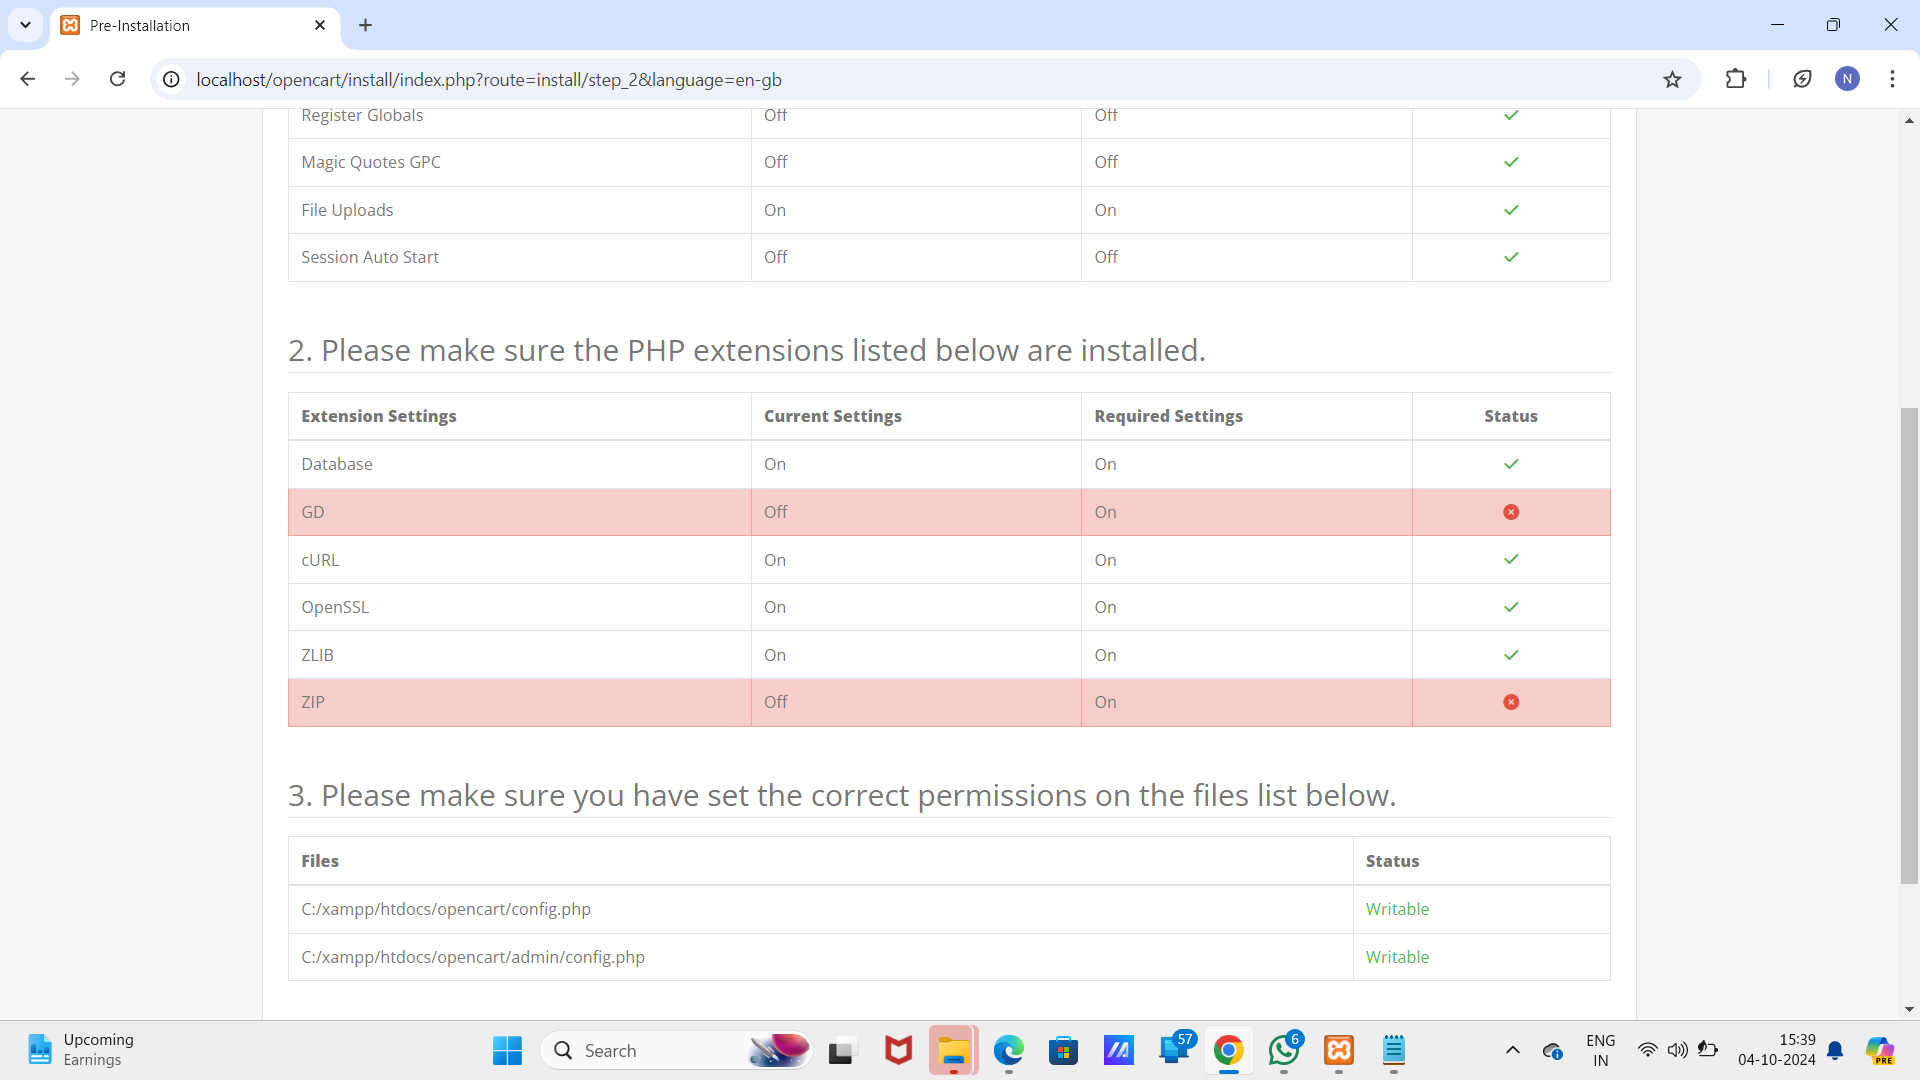 Pre-Installation
localhost/opencart/install/index.php?route=install/step_2&language=en-gb
N
Register Globals Off Off
Magic Quotes GPC Off Off
File Uploads On On
Session Auto Start Off Off
2. Please make sure the PHP extensions listed below are installed.
Extension Settings Current Settings Required Settings Status
Database On On
GD Off On
cURL On On
OpenSSL On On
ZLIB On On
ZIP Off On
3. Please make sure you have set the correct permissions on the files list below.
Files Status
C:/xampp/htdocs/opencart/config.php Writable
C:/xampp/htdocs/opencart/admin/config.php Writable
Upcoming
Earnings
Search
57
6
ENG
IN
15:39
04-10-2024
PRE